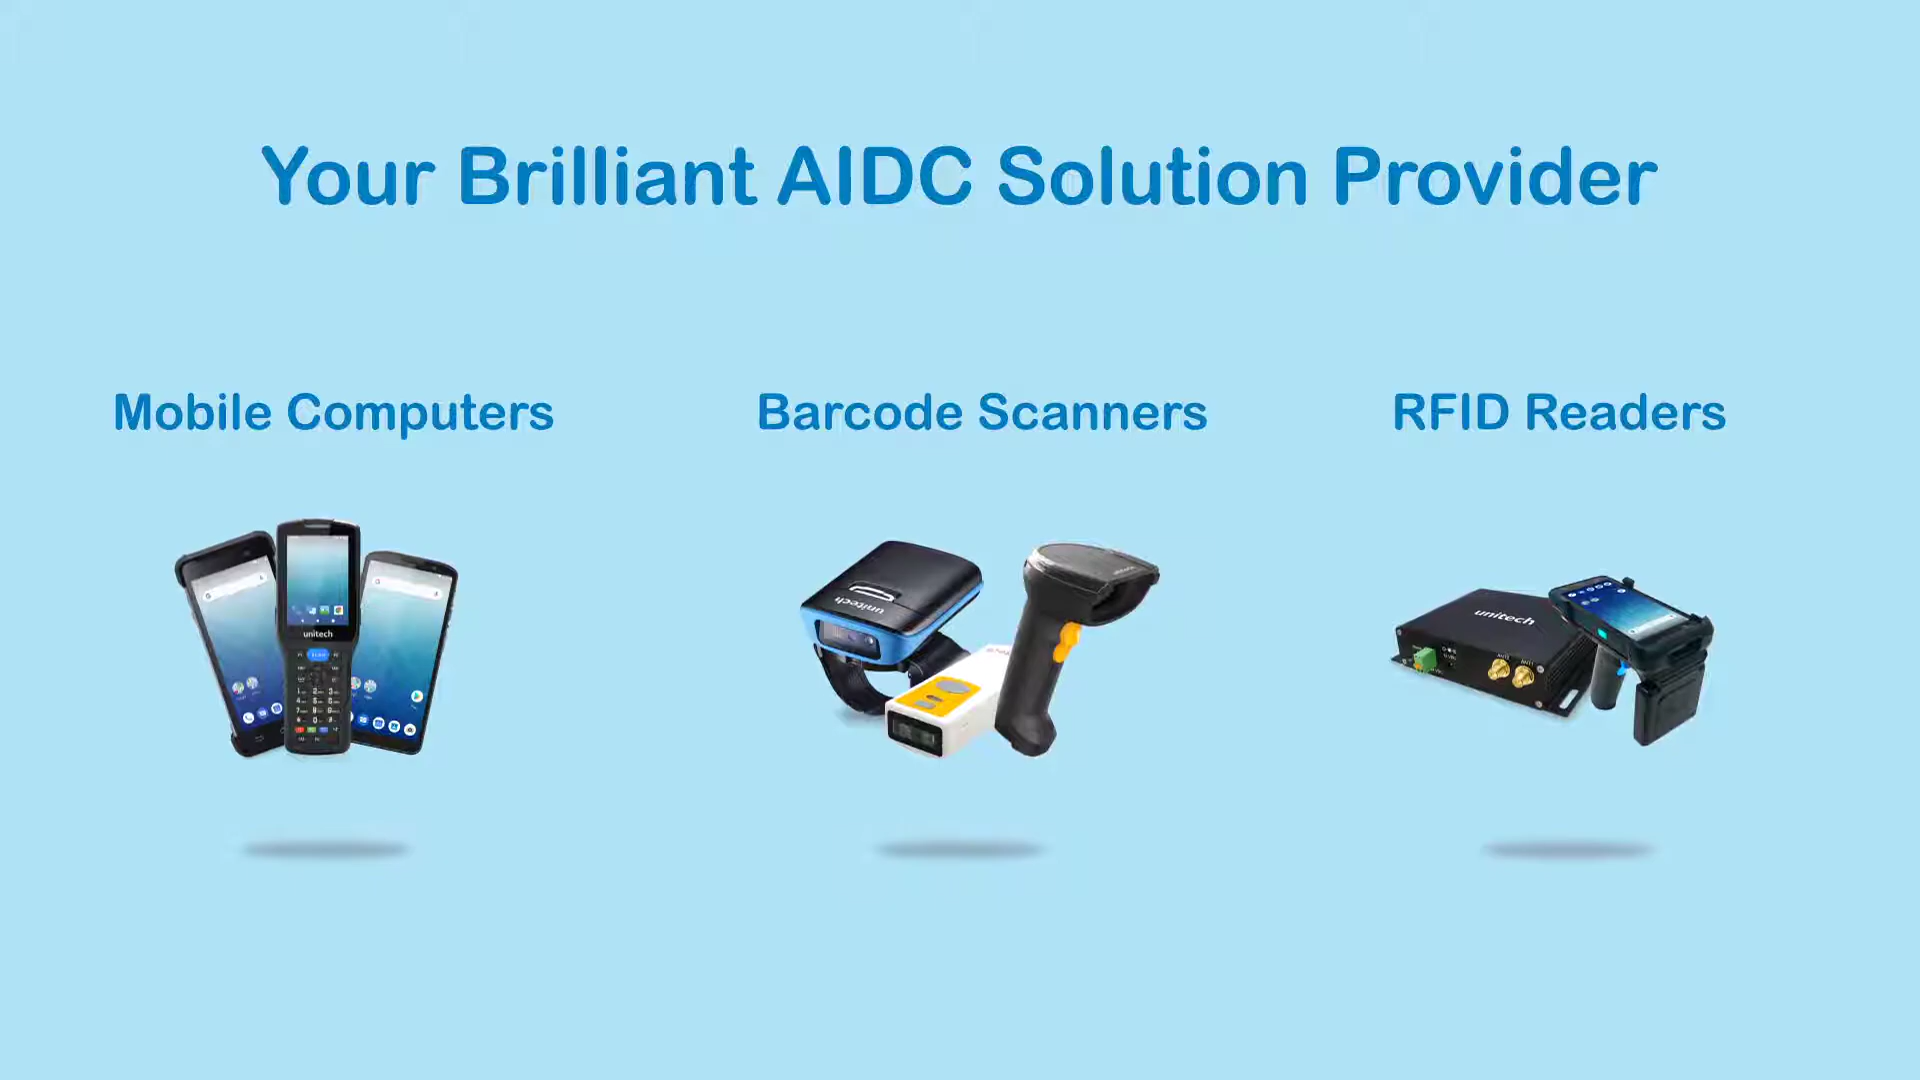 Your Brilliant AIDC Solution Provider
Mobile Computers
Barcode Scanners
RFID Readers
unitech
unitech
unitech